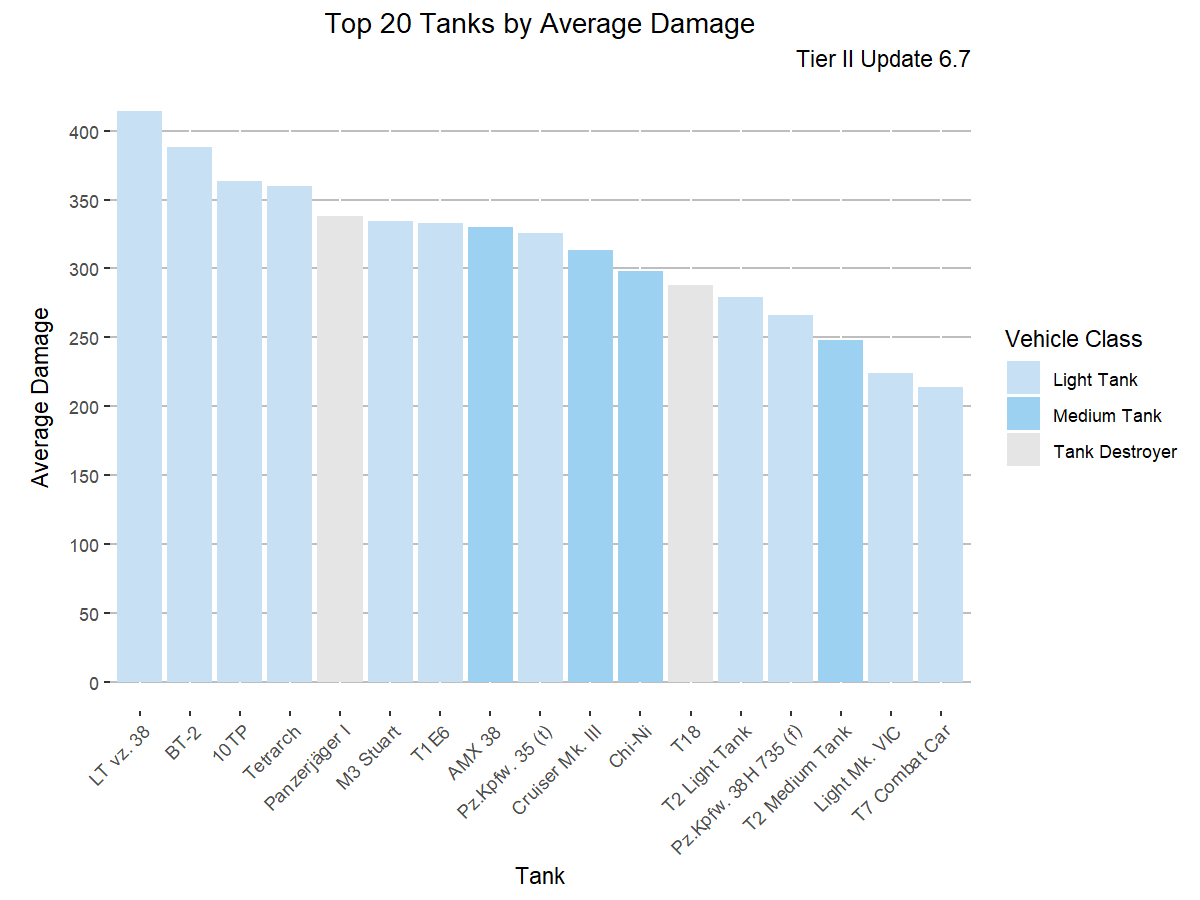 Top 20 Tanks by Average Damage
Tier II Update 6.7
Average Damage
400
350
300
250
200
150
100
50
0
LT vz. 38
BT-2
10TP
Tetrarch
Panzerjäger I
M3 Stuart
T1E6
AMX 38
Pz.Kpfw. 35 (t)
Cruiser Mk. III
Chi-Ni
T18
T2 Light Tank
Pz.Kpfw. 38H 735 (f)
T2 Medium Tank
Light Mk. VIC
T7 Combat Car
Tank
Vehicle Class
Light Tank
Medium Tank
Tank Destroyer